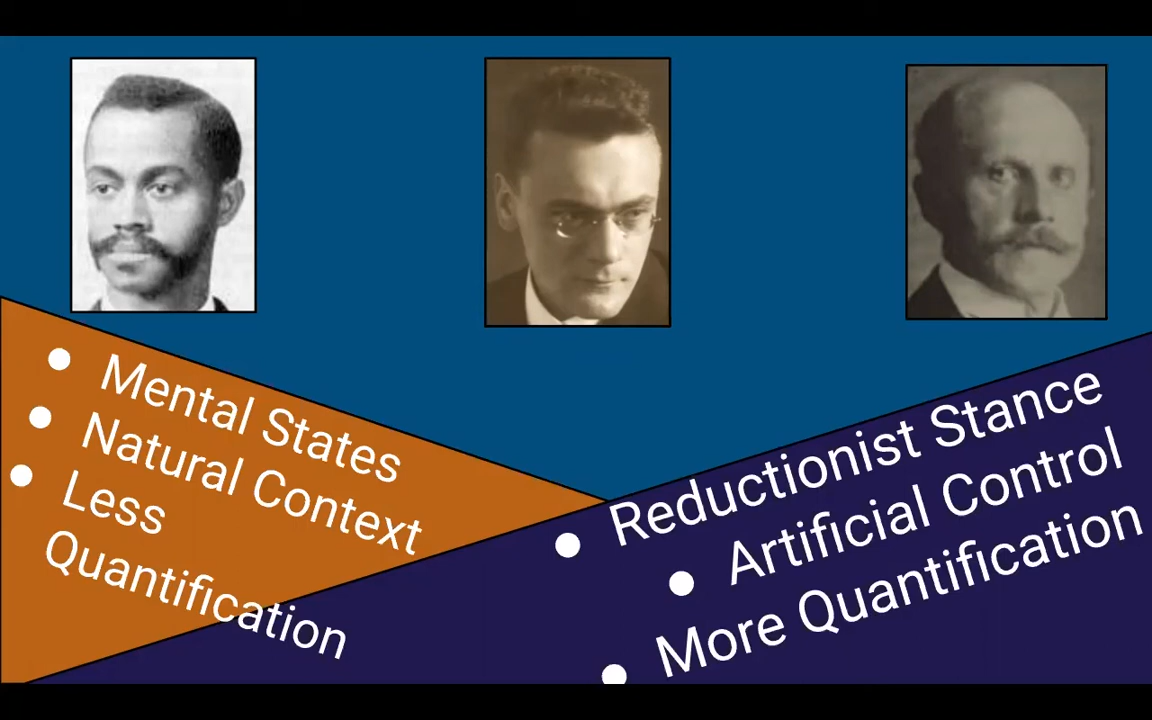 Mental States
Natural Context
Less
Quantification
Reductionist Stance
Artificial Control
More Quantification